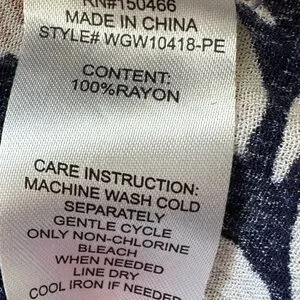 RN#150466
MADE IN CHINA
STYLE# WGW10418-PE
CONTENT:
100%RAYON
CARE INSTRUCTION:
MACHINE WASH COLD
SEPARATELY
GENTLE CYCLE
ONLY NON-CHLORINE
BLEACH
WHEN NEEDED
LINE DRY
COOL IRON IF NEEDED